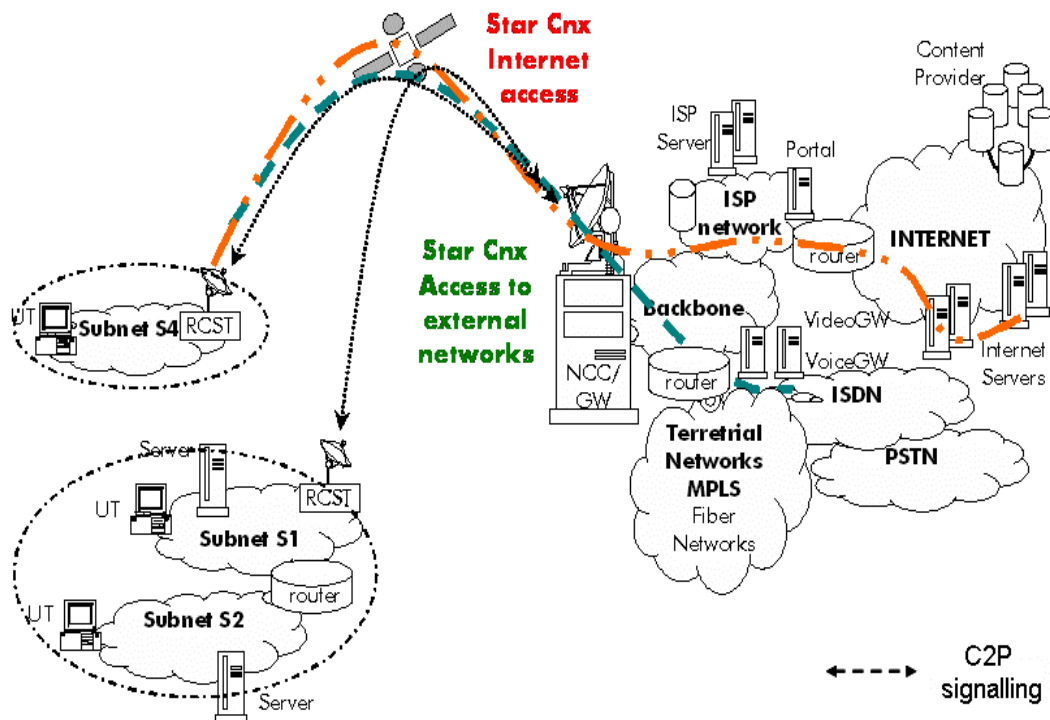 Star Cnx
Internet
access
Content
Provider
ISP
Server
Portal
ISP
network
INTERNET
router
Star Cnx
Access to
external
networks
UT
Subnet S4
RCST
Backbone
VideoGW
VoiceGW
Internet
Servers
NCC/
GW
router
ISDN
Terretrial
Networks
MPLS
Fiber
Networks
PSTN
Server
UT
RCST
Subnet S1
router
UT
Subnet S2
Server
C2P
signalling